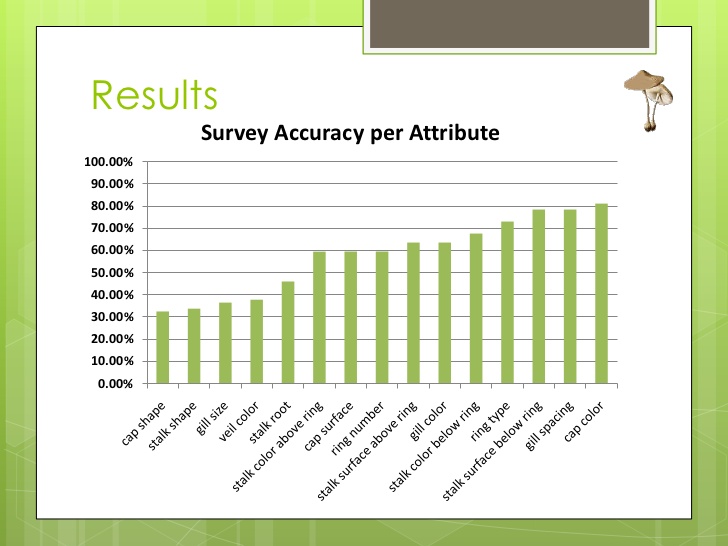 Results
Survey Accuracy per Attribute
100.00%
90.00%
80.00%
70.00%
60.00%
50.00%
40.00%
30.00%
20.00%
10.00%
0.00%
cap shape
stalk shape
gill size
veil color
stalk root
stalk color above ring
cap surface
ring number
stalk surface above ring
gill color
stalk color below ring
ring type
stalk surface below ring
gill spacing
cap color